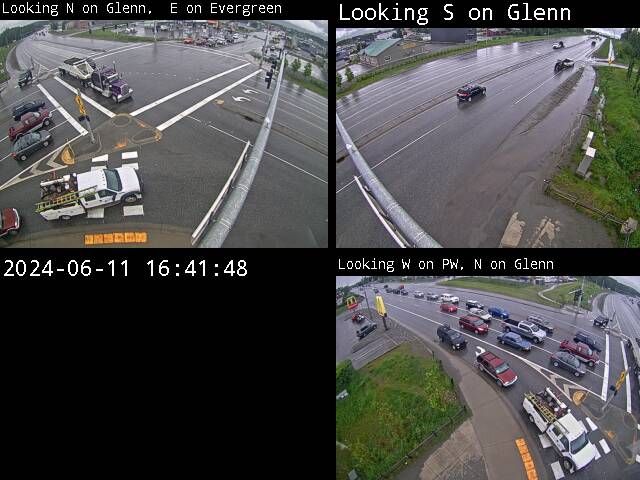 Looking N on Glenn, E on Evergreen
Looking S on Glenn
2024-06-11 16:41:48
Looking W on PW, N on Glenn